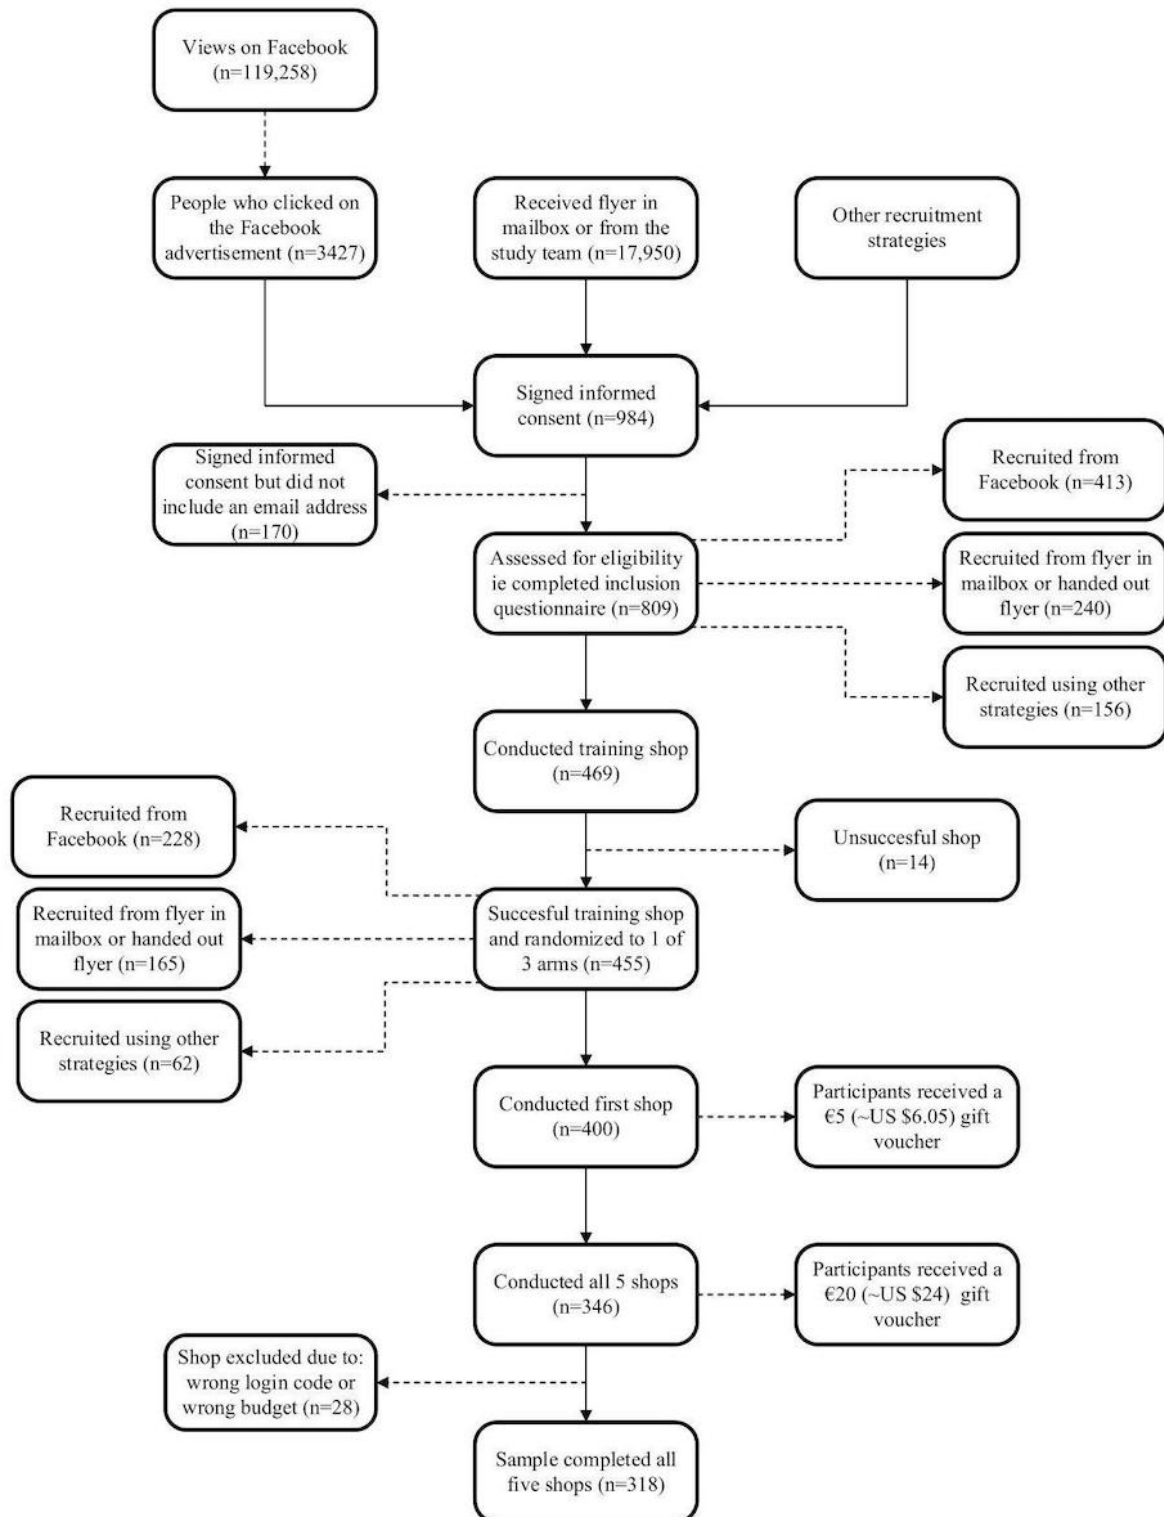 Views on Facebook
(n=119,258)
People who clicked on
the Facebook
advertisement (n=3427)
Received flyer in
mailbox or from the
study team (n=17,950)
Other recruitment
strategies
Signed informed
consent (n=984)
Signed informed
consent but did not
include an email address
(n=170)
Recruited from
Facebook (n=413)
Assessed for eligibility
ie completed inclusion
questionnaire (n=809)
Recruited from flyer in
mailbox or handed out
flyer (n=240)
Recruited using other
strategies (n=156)
Conducted training shop
(n=469)
Recruited from
Facebook (n=228)
Unsuccesful shop
(n=14)
Recruited from flyer in
mailbox or handed out
flyer (n=165)
Succesful training shop
and randomized to 1 of
3 arms (n=455)
Recruited using other
strategies (n=62)
Conducted first shop
(n=400)
Participants received a
€5 (~US $6.05) gift
voucher
Conducted all 5 shops
(n=346)
Participants received a
€20 (~US $24) gift
voucher
Shop excluded due to:
wrong login code or
wrong budget (n=28)
Sample completed all
five shops (n=318)